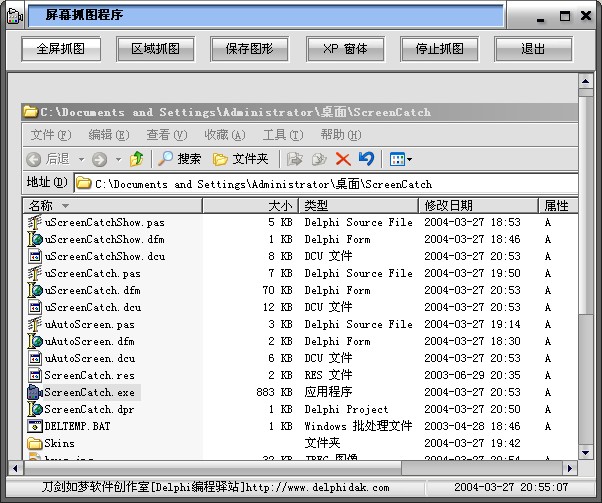 屏幕抓图程序
全屏抓图 区域抓图 保存图形 XP 窗体 停止抓图 退出
C:\Documents and Settings\Administrator\桌面\ScreenCatch
文件(F) 编辑(E) 查看(V) 收藏(A) 工具(T) 帮助(H)
后退 搜索 文件夹
地址(D) C:\Documents and Settings\Administrator\桌面\ScreenCatch
名称 大小 类型 修改日期 属性
uScreenCatchShow.pas 5 KB Delphi Source File 2004-03-27 18:53 A
uScreenCatchShow.dfm 1 KB Delphi Form 2004-03-27 18:46 A
uScreenCatchShow.dcu 8 KB DCU 文件 2004-03-27 20:53 A
uScreenCatch.pas 7 KB Delphi Source File 2004-03-27 19:50 A
uScreenCatch.dfm 70 KB Delphi Form 2004-03-27 20:53 A
uScreenCatch.dcu 12 KB DCU 文件 2004-03-27 20:53 A
uAutoScreen.pas 3 KB Delphi Source File 2004-03-27 19:14 A
uAutoScreen.dfm 2 KB Delphi Form 2004-03-27 18:30 A
uAutoScreen.dcu 6 KB DCU 文件 2004-03-27 20:53 A
ScreenCatch.res 2 KB RES 文件 2003-06-29 20:35 A
ScreenCatch.exe 883 KB 应用程序 2004-03-27 20:53 A
ScreenCatch.dpr 1 KB Delphi Project 2004-03-27 20:50 A
DELTEMP.BAT 1 KB Windows 批处理文件 2003-04-28 18:46 A
Skins 文件夹 2004-03-27 19:42
刀剑如梦软件创作室[Delphi编程驿站]http://www.delphidak.com 2004-03-27 20:55:07